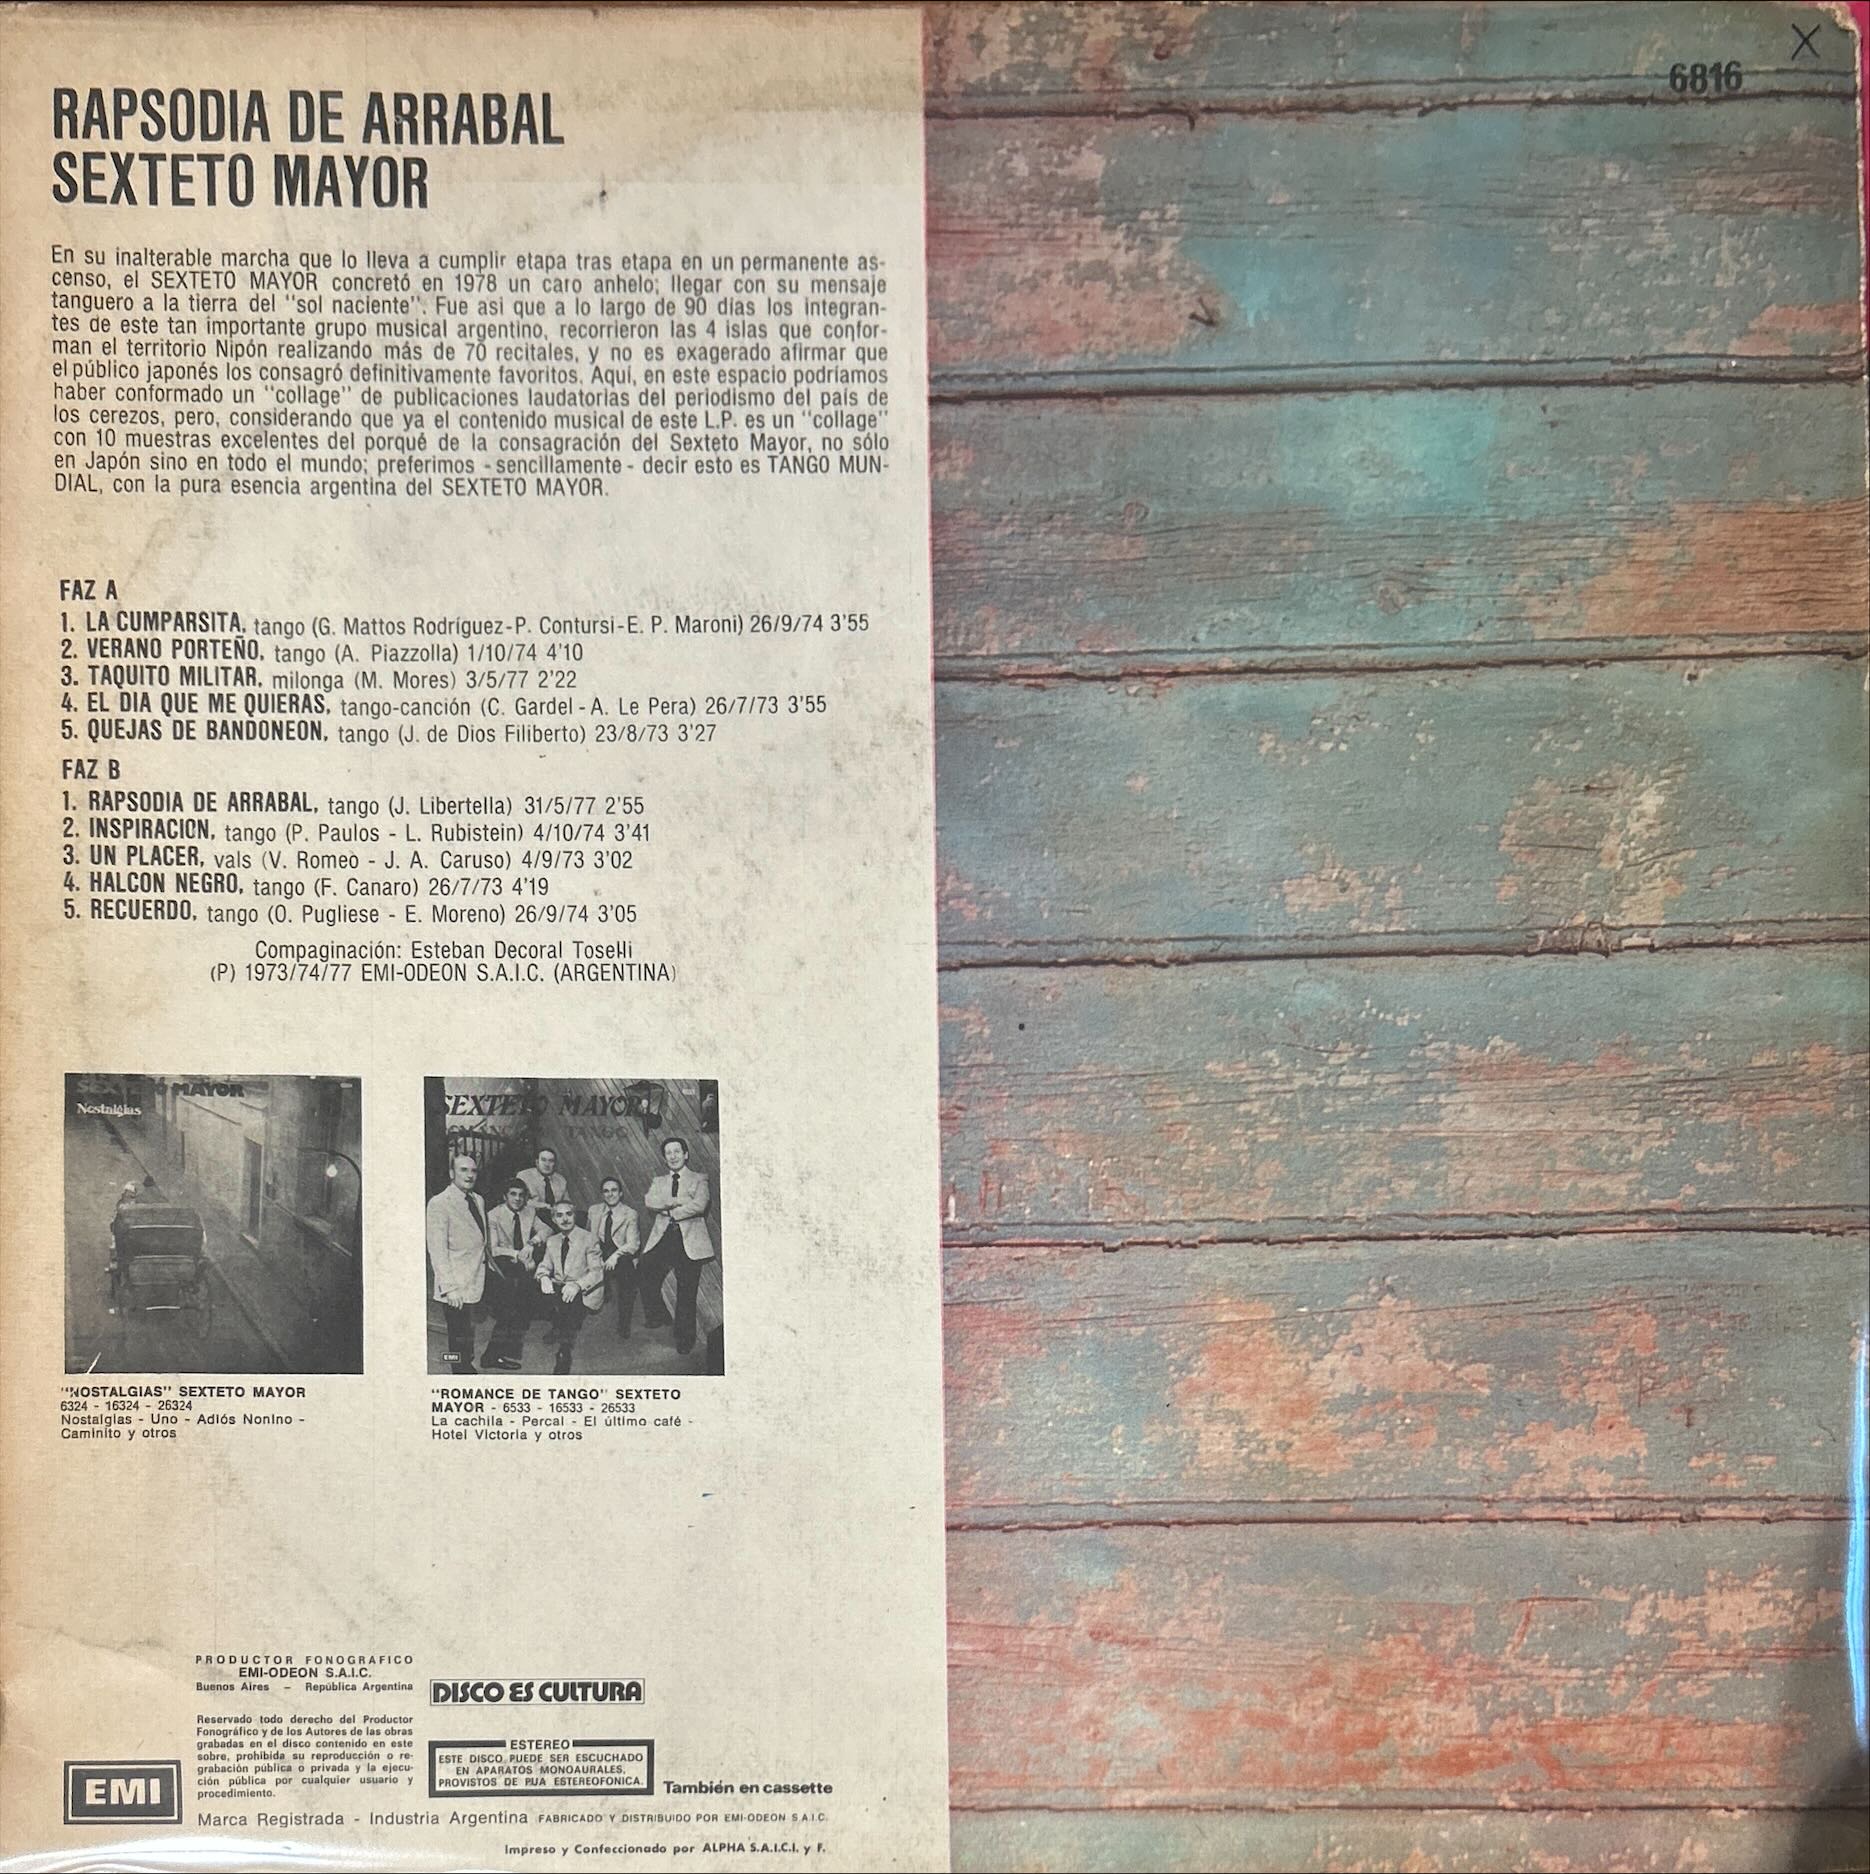 X
6816
RAPSODIA DE ARRABAL
SEXTETO MAYOR
En su inalterable marcha que lo lleva a cumplir etapa tras etapa en un permanente as-
censo, el SEXTETO MAYOR concretó en 1978 un caro anhelo; llegar con su mensaje
tanguero a la tierra del "sol naciente". Fue asi que a lo largo de 90 días los integran-
tes de este tan importante grupo musical argentino, recorrieron las 4 islas que confor-
man el territorio Nipón realizando más de 70 recitales, y no es exagerado afirmar que
el público japonés los consagró definitivamente favoritos. Aquí, en este espacio podríamos
haber conformado un "collage" de publicaciones laudatorias del periodismo del país de
los cerezos, pero, considerando que ya el contenido musical de este L.P. es un "collage"
con 10 muestras excelentes del porqué de la consagración del Sexteto Mayor, no sólo
en Japón sino en todo el mundo; preferimos - sencillamente - decir esto es TANGO MUN-
DIAL, con la pura esencia argentina del SEXTETO MAYOR.
FAZ A
1. LA CUMPARSITA, tango (G. Mattos Rodríguez-P. Contursi-E. P. Maroni) 26/9/74 3'55
2. VERANO PORTEÑO, tango (A. Piazzolla) 1/10/74 4'10
3. TAQUITO MILITAR, milonga (M. Mores) 3/5/77 2'22
4. EL DIA QUE ME QUIERAS, tango-canción (C. Gardel - A. Le Pera) 26/7/73 3'55
5. QUEJAS DE BANDONEON, tango (J. de Dios Filiberto) 23/8/73 3'27
FAZ B
1. RAPSODIA DE ARRABAL, tango (J. Libertella) 31/5/77 2'55
2. INSPIRACION, tango (P. Paulos - L. Rubistein) 4/10/74 3'41
3. UN PLACER, vals (V. Romeo - J. A. Caruso) 4/9/73 3'02
4. HALCON NEGRO, tango (F. Canaro) 26/7/73 4'19
5. RECUERDO, tango (O. Pugliese - E. Moreno) 26/9/74 3'05
Compaginación: Esteban Decoral Toselli
(P) 1973/74/77 EMI-ODEON S.A.I.C. (ARGENTINA)
SEXTETO MAYOR
Nostalgias
SEXTETO MAYOR
ROMANCE DE TANGO
EMI
"NOSTALGIAS" SEXTETO MAYOR
6324 - 16324 - 26324
Nostalgias - Uno - Adiós Nonino -
Caminito y otros
"ROMANCE DE TANGO" SEXTETO
MAYOR - 6533 - 16533 - 26533
La cachila - Percal - El último café -
Hotel Victoria y otros
PRODUCTOR FONOGRAFICO
EMI-ODEON S.A.I.C.
Buenos Aires - República Argentina
Reservado todo derecho del Productor
Fonográfico y de los Autores de las obras
grabadas en el disco contenido en este
sobre, prohibida su reproducción o re-
grabación pública o privada y la ejecu-
ción pública por cualquier usuario y
procedimiento.
DISCO ES CULTURA
ESTEREO
ESTE DISCO PUEDE SER ESCUCHADO
EN APARATOS MONOAURALES,
PROVISTOS DE PUA ESTEREOFONICA.
También en cassette
EMI
Marca Registrada - Industria Argentina FABRICADO Y DISTRIBUIDO POR EMI-ODEON S.A.I.C.
Impreso y Confeccionado por ALPHA S.A.I.C.I. y F.